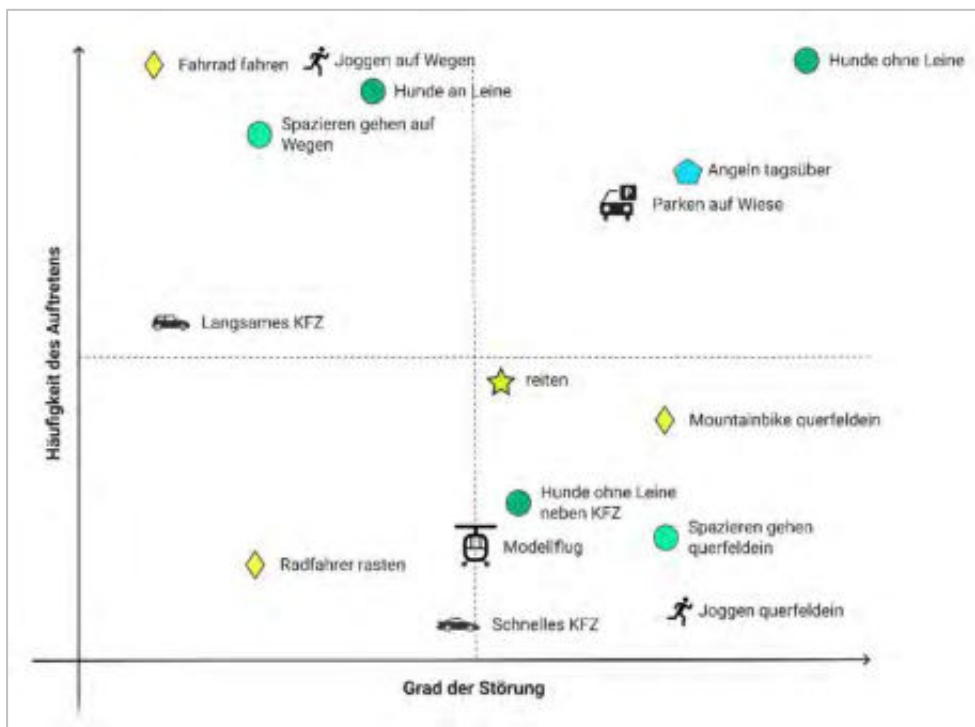 Fahrrad fahren
Joggen auf Wegen
Hunde ohne Leine
Hunde an Leine
Spazieren gehen auf
Wegen
Angeln tagsüber
P
Parken auf Wiese
Häufigkeit des Auftretens
Langsames KFZ
reiten
Mountainbike querfeldein
Hunde ohne Leine
neben KFZ
Spazieren gehen
querfeldein
Modellflug
Radfahrer rasten
Joggen querfeldein
Schnelles KFZ
Grad der Störung